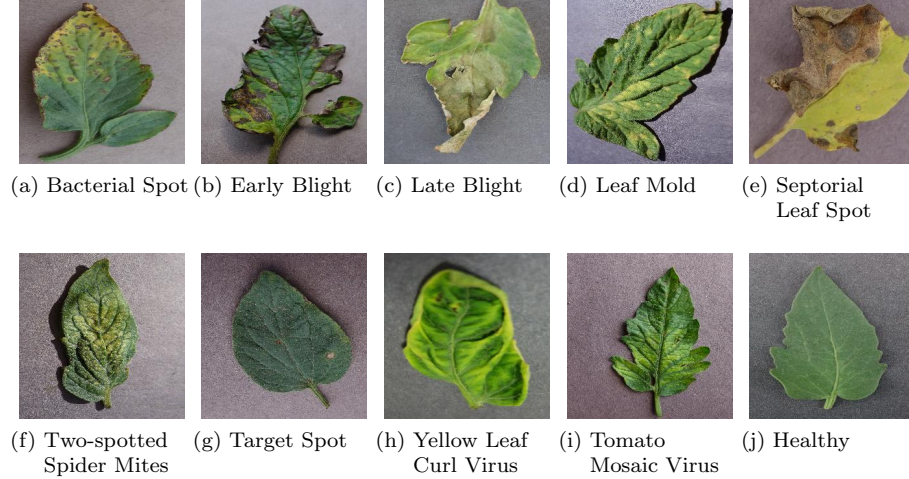 (a) Bacterial Spot (b) Early Blight (c) Late Blight (d) Leaf Mold (e) Septorial
Leaf Spot
(f) Two-spotted
Spider Mites
(g) Target Spot
(h) Yellow Leaf
Curl Virus
(i) Tomato
Mosaic Virus
(j) Healthy